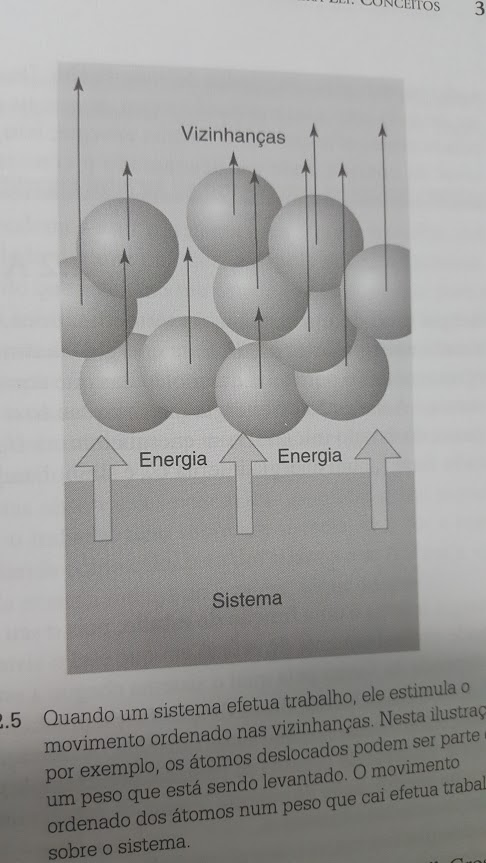 CONCEITOS 3
Vizinhanças
Energia Energia
Sistema
2.5 Quando um sistema efetua trabalho, ele estimula o
movimento ordenado nas vizinhanças. Nesta ilustraç
por exemplo, os átomos deslocados podem ser parte
um peso que está sendo levantado. O movimento
ordenado dos átomos num peso que cai efetua trabal
sobre o sistema.